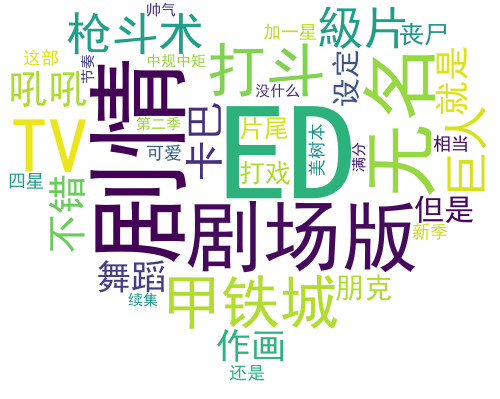 帅气
枪斗术
加一星
級片
丧尸
这部
中规中矩
打斗
设定
就是
节奏
吼吼
没什么
无名
剧情
TV
第二季
卡巴
ED
片尾
美树本
巨人
相当
可爱
打戏
满分
四星
不错
剧场版
但是
新季
舞蹈
甲铁城
朋克
续集
作画
还是